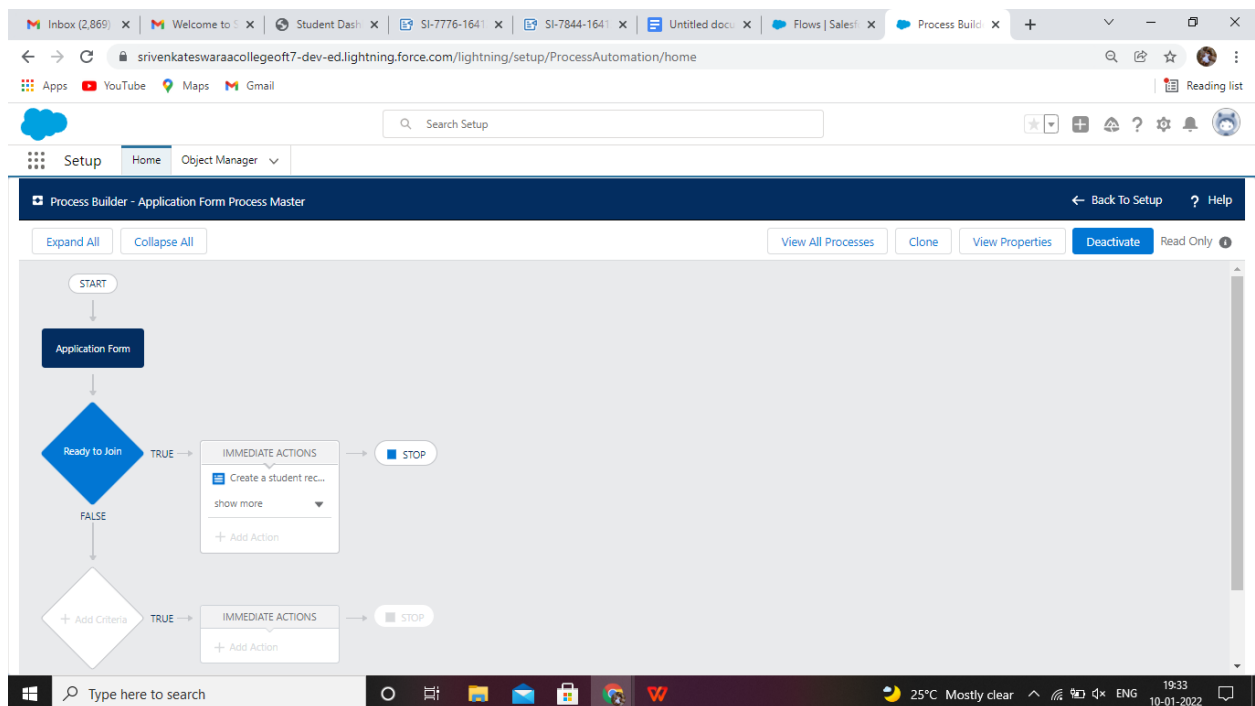 Inbox (2,869)
Welcome to S
Student Dash
SI-7776-1641
SI-7844-1641
Untitled docu
Flows | Salesf
Process Build
srivenkateswaraacollegeoft7-dev-ed.lightning.force.com/lightning/setup/ProcessAutomation/home
Apps YouTube Maps Gmail Reading list
Search Setup
Setup Home Object Manager
Process Builder - Application Form Process Master Back To Setup ? Help
Expand All Collapse All View All Processes Clone View Properties Deactivate Read Only
START
Application Form
Ready to Join TRUE IMMEDIATE ACTIONS STOP
Create a student rec...
show more
FALSE
+ Add Action
+ Add Criteria TRUE IMMEDIATE ACTIONS STOP
+ Add Action
Type here to search 25°C Mostly clear ENG 19:33
10-01-2022